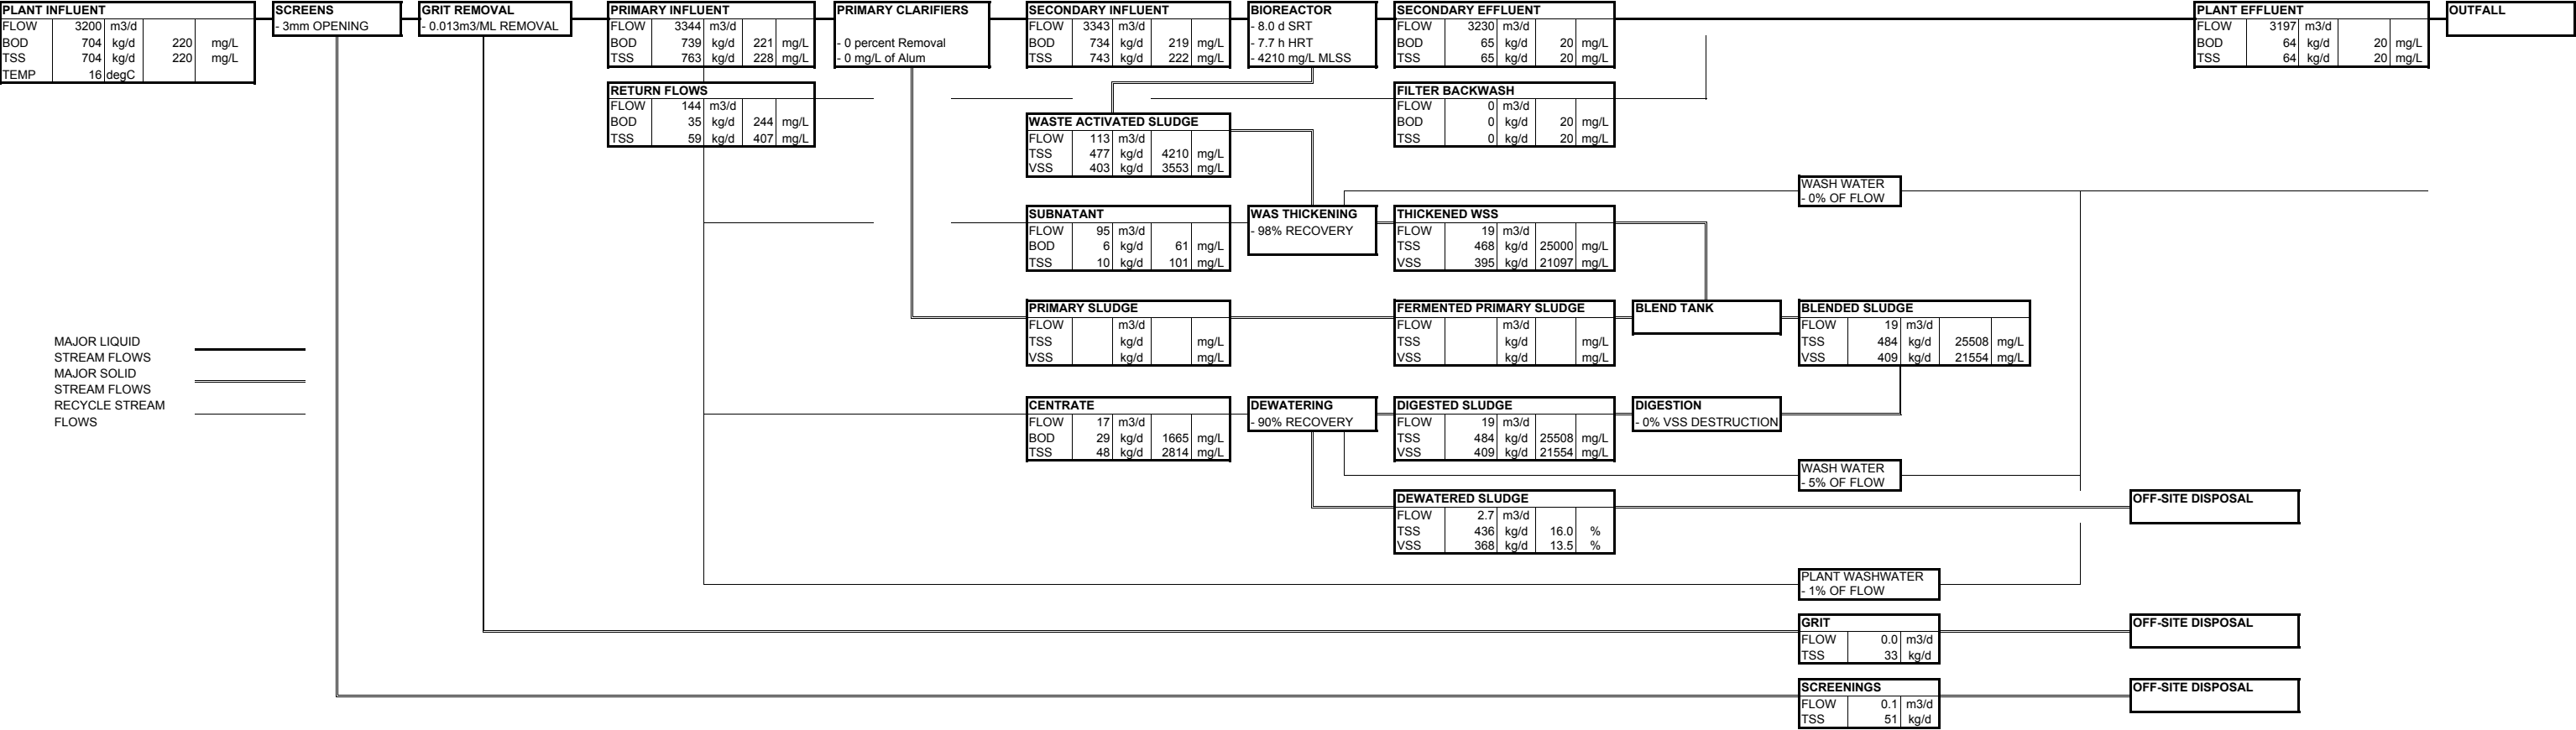 PLANT INFLUENT
FLOW 3200 m3/d
BOD 704 kg/d 220 mg/L
TSS 704 kg/d 220 mg/L
TEMP 16 degC
SCREENS
- 3mm OPENING
GRIT REMOVAL
- 0.013m3/ML REMOVAL
PRIMARY INFLUENT
FLOW 3344 m3/d
BOD 739 kg/d 221 mg/L
TSS 763 kg/d 228 mg/L
PRIMARY CLARIFIERS
- 0 percent Removal
- 0 mg/L of Alum
SECONDARY INFLUENT
FLOW 3343 m3/d
BOD 734 kg/d 219 mg/L
TSS 743 kg/d 222 mg/L
BIOREACTOR
- 8.0 d SRT
- 7.7 h HRT
- 4210 mg/L MLSS
SECONDARY EFFLUENT
FLOW 3230 m3/d
BOD 65 kg/d 20 mg/L
TSS 65 kg/d 20 mg/L
PLANT EFFLUENT
FLOW 3197 m3/d
BOD 64 kg/d 20 mg/L
TSS 64 kg/d 20 mg/L
OUTFALL
RETURN FLOWS
FLOW 144 m3/d
BOD 35 kg/d 244 mg/L
TSS 59 kg/d 407 mg/L
FILTER BACKWASH
FLOW 0 m3/d
BOD 0 kg/d 20 mg/L
TSS 0 kg/d 20 mg/L
WASTE ACTIVATED SLUDGE
FLOW 113 m3/d
TSS 477 kg/d 4210 mg/L
VSS 403 kg/d 3553 mg/L
WASH WATER
- 0% OF FLOW
SUBNATANT
FLOW 95 m3/d
BOD 6 kg/d 61 mg/L
TSS 10 kg/d 101 mg/L
WAS THICKENING
- 98% RECOVERY
THICKENED WSS
FLOW 19 m3/d
TSS 468 kg/d 25000 mg/L
VSS 395 kg/d 21097 mg/L
PRIMARY SLUDGE
FLOW m3/d
TSS kg/d mg/L
VSS kg/d mg/L
FERMENTED PRIMARY SLUDGE
FLOW m3/d
TSS kg/d mg/L
VSS kg/d mg/L
BLEND TANK
BLENDED SLUDGE
FLOW 19 m3/d
TSS 484 kg/d 25508 mg/L
VSS 409 kg/d 21554 mg/L
MAJOR LIQUID
STREAM FLOWS
MAJOR SOLID
STREAM FLOWS
RECYCLE STREAM
FLOWS
CENTRATE
FLOW 17 m3/d
BOD 29 kg/d 1665 mg/L
TSS 48 kg/d 2814 mg/L
DEWATERING
- 90% RECOVERY
DIGESTED SLUDGE
FLOW 19 m3/d
TSS 484 kg/d 25508 mg/L
VSS 409 kg/d 21554 mg/L
DIGESTION
- 0% VSS DESTRUCTION
WASH WATER
- 5% OF FLOW
DEWATERED SLUDGE
FLOW 2.7 m3/d
TSS 436 kg/d 16.0 %
VSS 368 kg/d 13.5 %
OFF-SITE DISPOSAL
PLANT WASHWATER
- 1% OF FLOW
GRIT
FLOW 0.0 m3/d
TSS 33 kg/d
OFF-SITE DISPOSAL
SCREENINGS
FLOW 0.1 m3/d
TSS 51 kg/d
OFF-SITE DISPOSAL